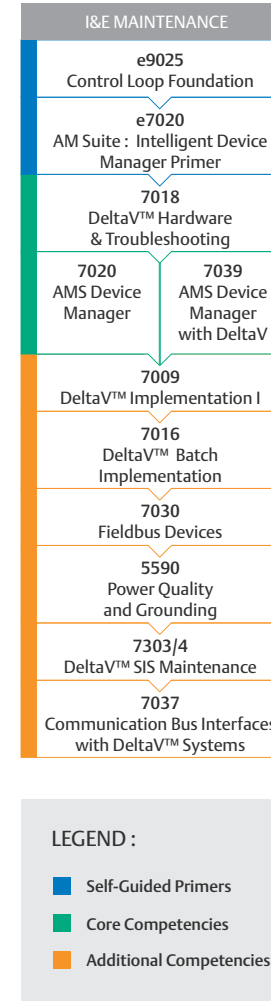 I&E MAINTENANCE
e9025
Control Loop Foundation
e7020
AM Suite : Intelligent Device
Manager Primer
7018
DeltaV™ Hardware
& Troubleshooting
7020
AMS Device
Manager
7039
AMS Device
Manager
with DeltaV
7009
DeltaV™ Implementation I
7016
DeltaV™ Batch
Implementation
7030
Fieldbus Devices
5590
Power Quality
and Grounding
7303/4
DeltaV™ SIS Maintenance
7037
Communication Bus Interfaces
with DeltaV™ Systems
LEGEND :
Self-Guided Primers
Core Competencies
Additional Competencies